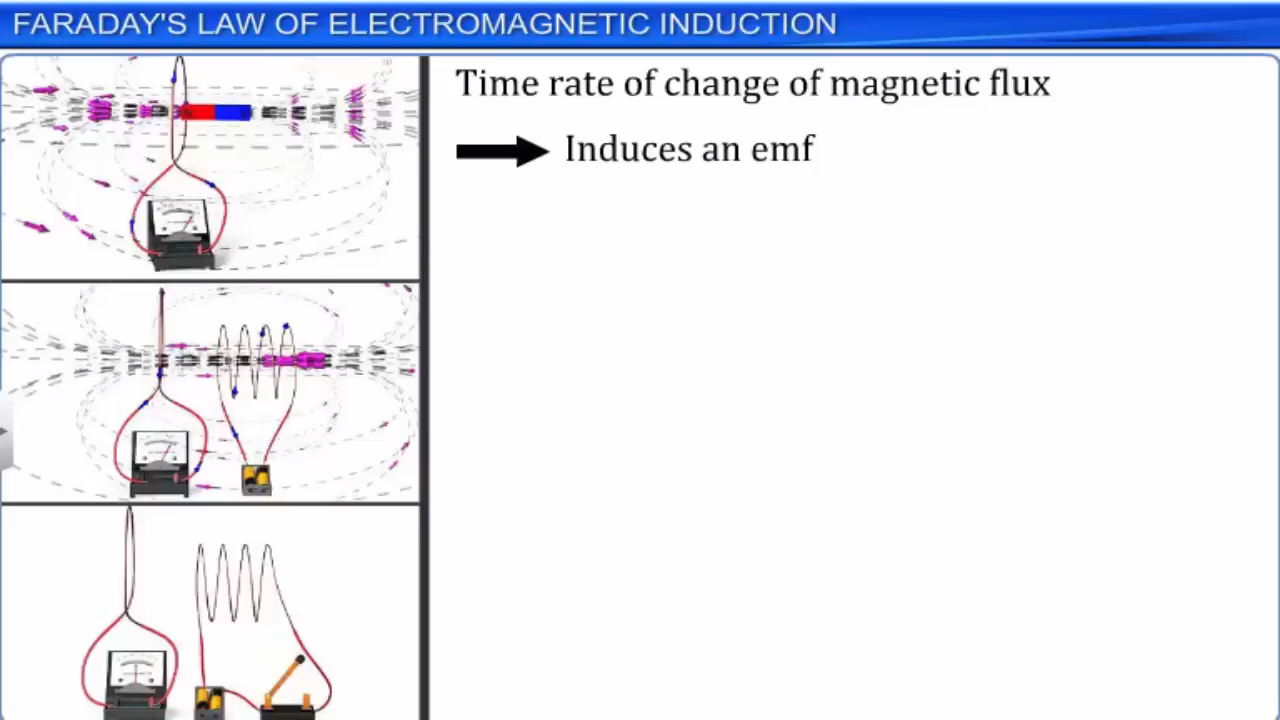 FARADAY'S LAW OF ELECTROMAGNETIC INDUCTION
Time rate of change of magnetic flux
Induces an emf